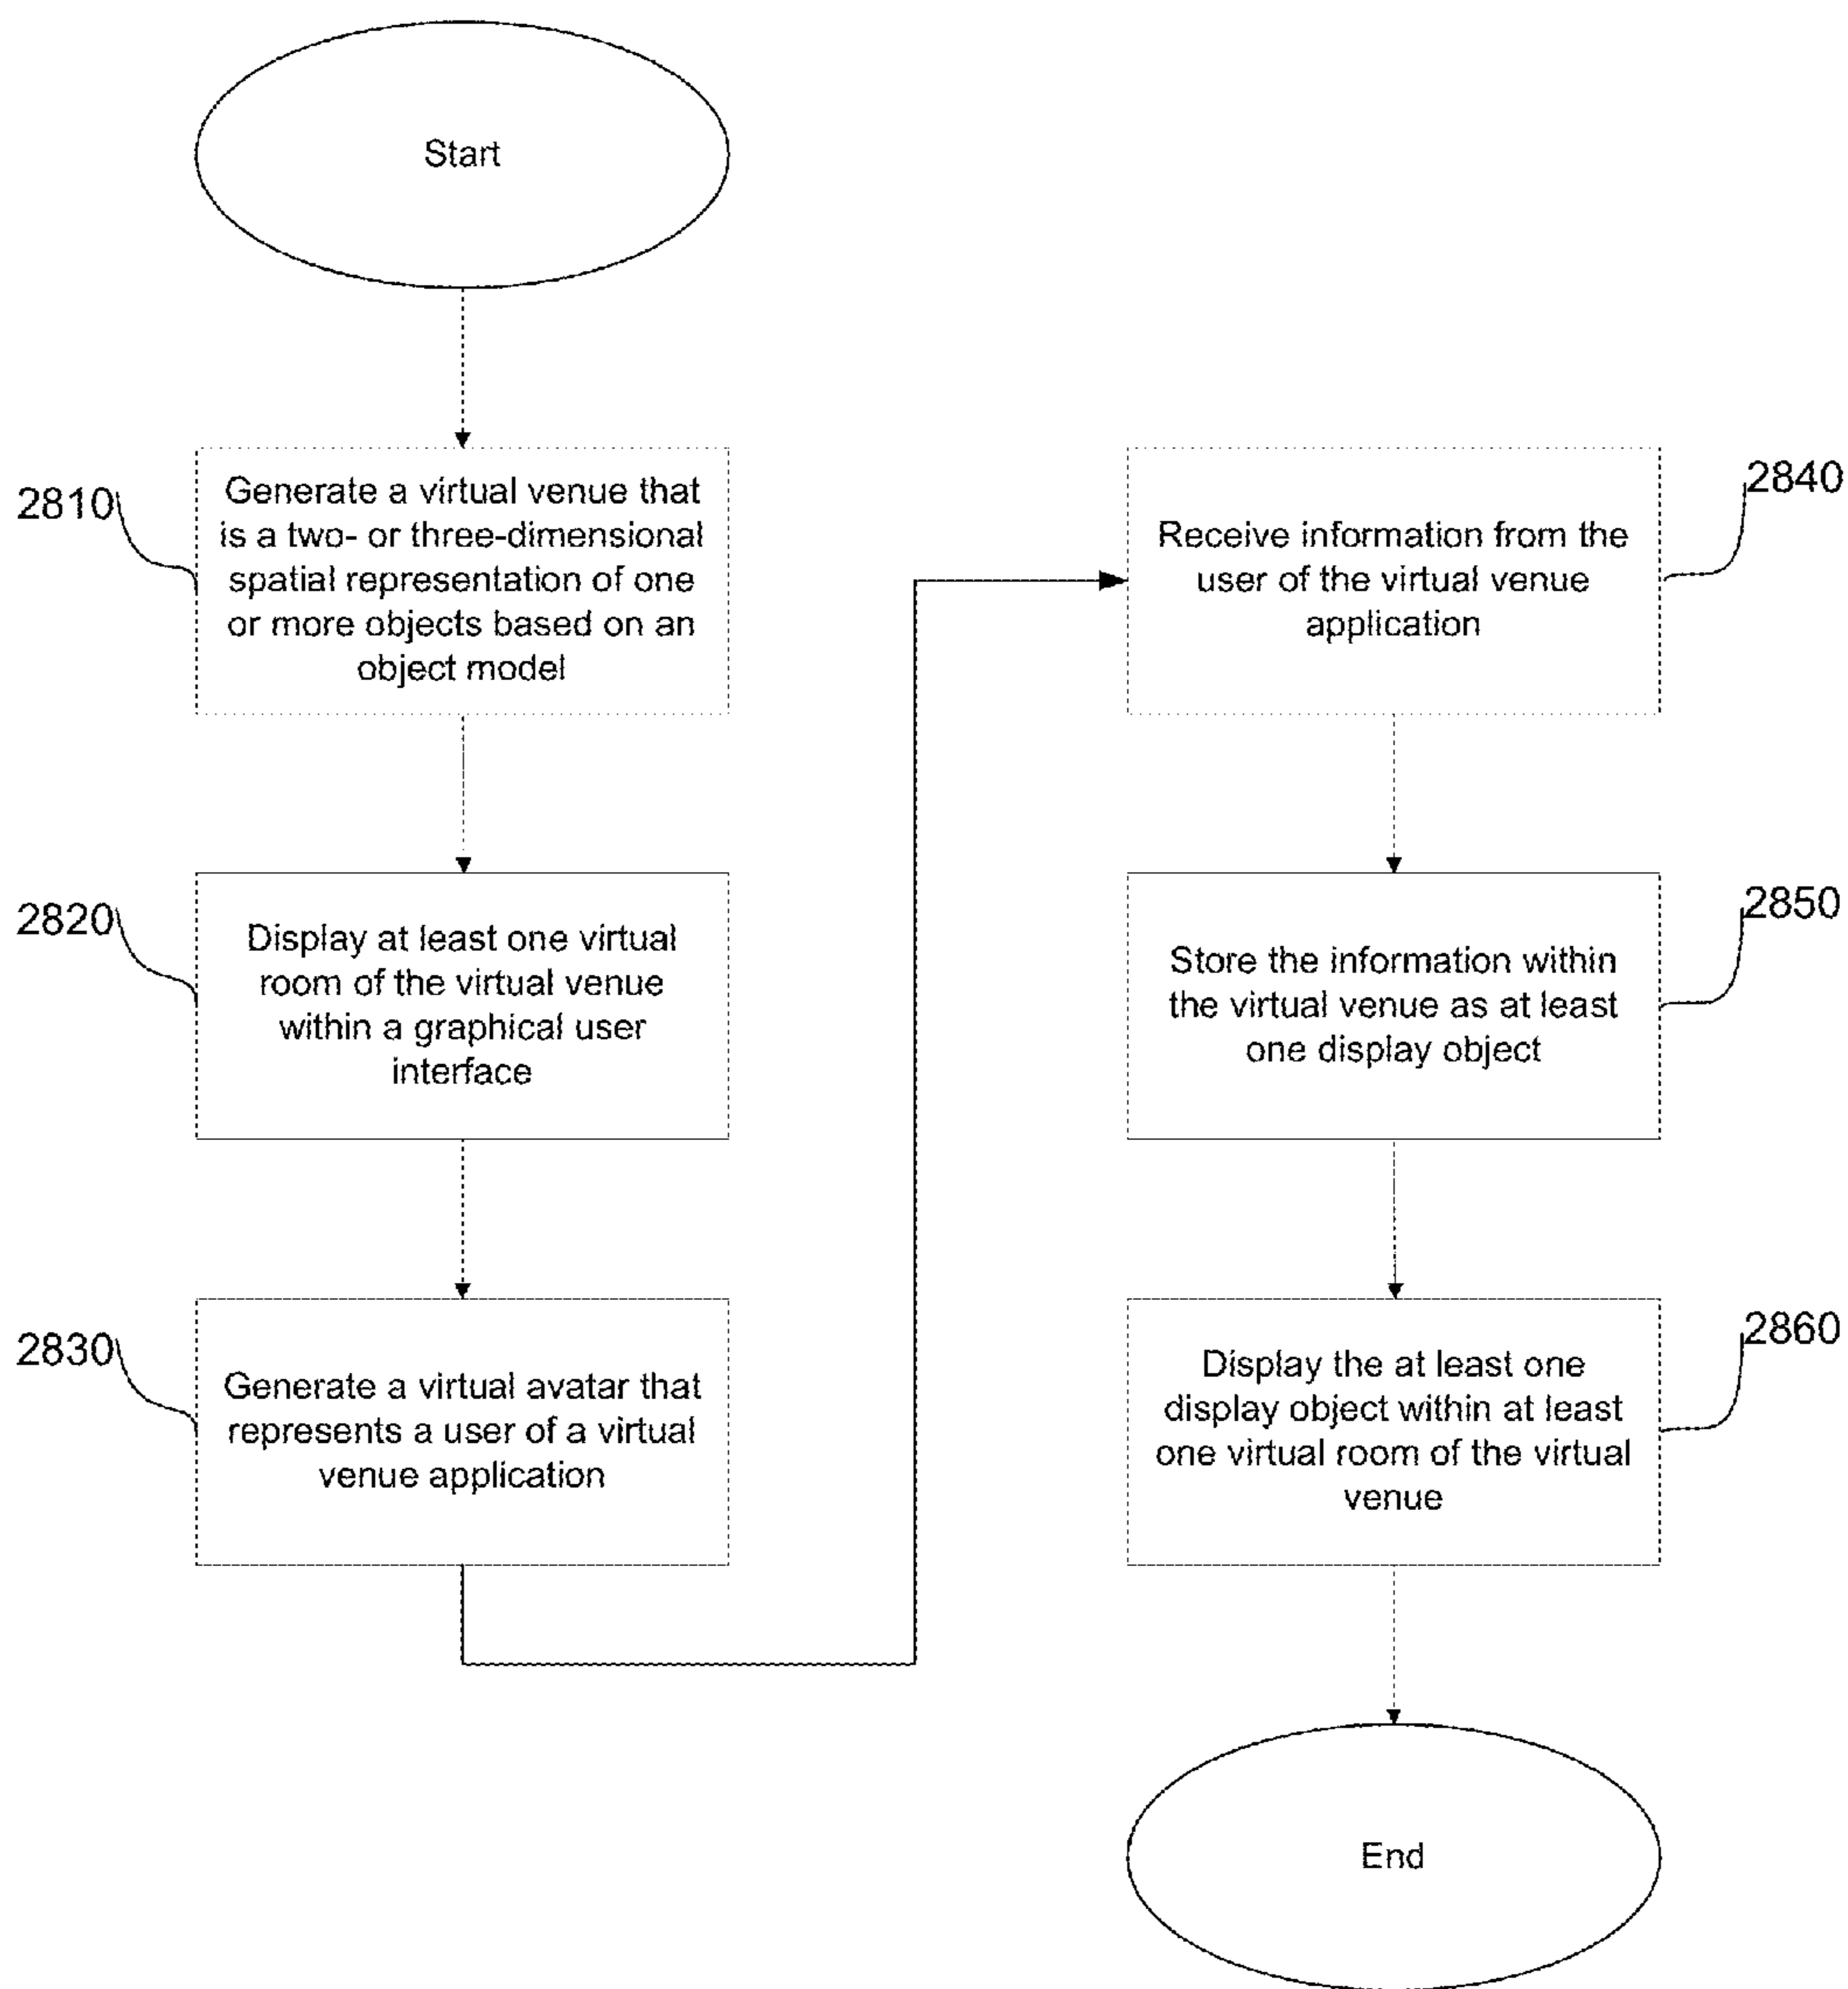 Start
2810
Generate a virtual venue that
is a two- or three-dimensional
spatial representation of one
or more objects based on an
object model
2820
Display at least one virtual
room of the virtual venue
within a graphical user
interface
2830
Generate a virtual avatar that
represents a user of a virtual
venue application
2840
Receive information from the
user of the virtual venue
application
2850
Store the information within
the virtual venue as at least
one display object
2860
Display the at least one
display object within at least
one virtual room of the virtual
venue
End